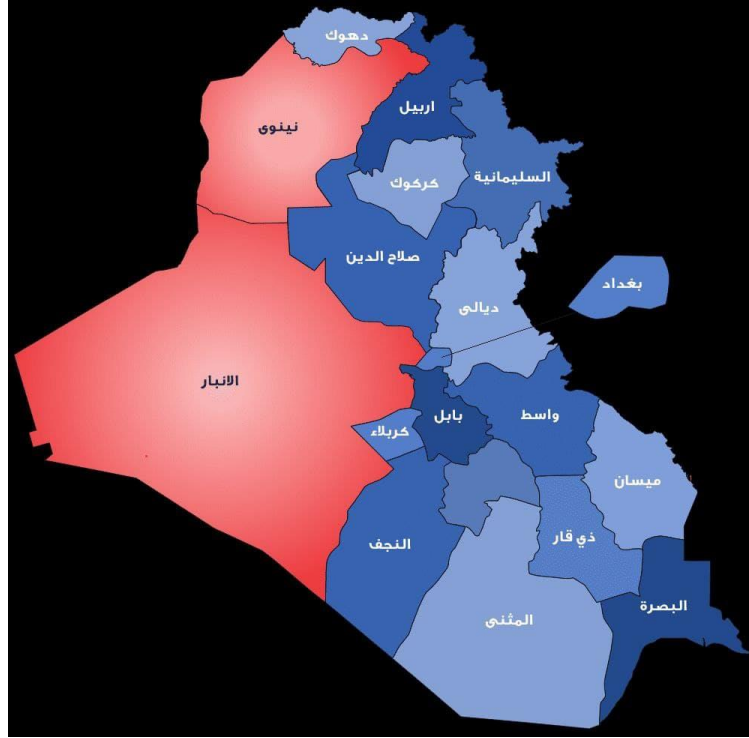 دهوك
اربيل
نينوى
السليمانية
كركوك
صلاح الدين
بغداد
ديالى
الانبار
واسط
بابل
كربلاء
ميسان
ذي قار
النجف
البصرة
المثنى